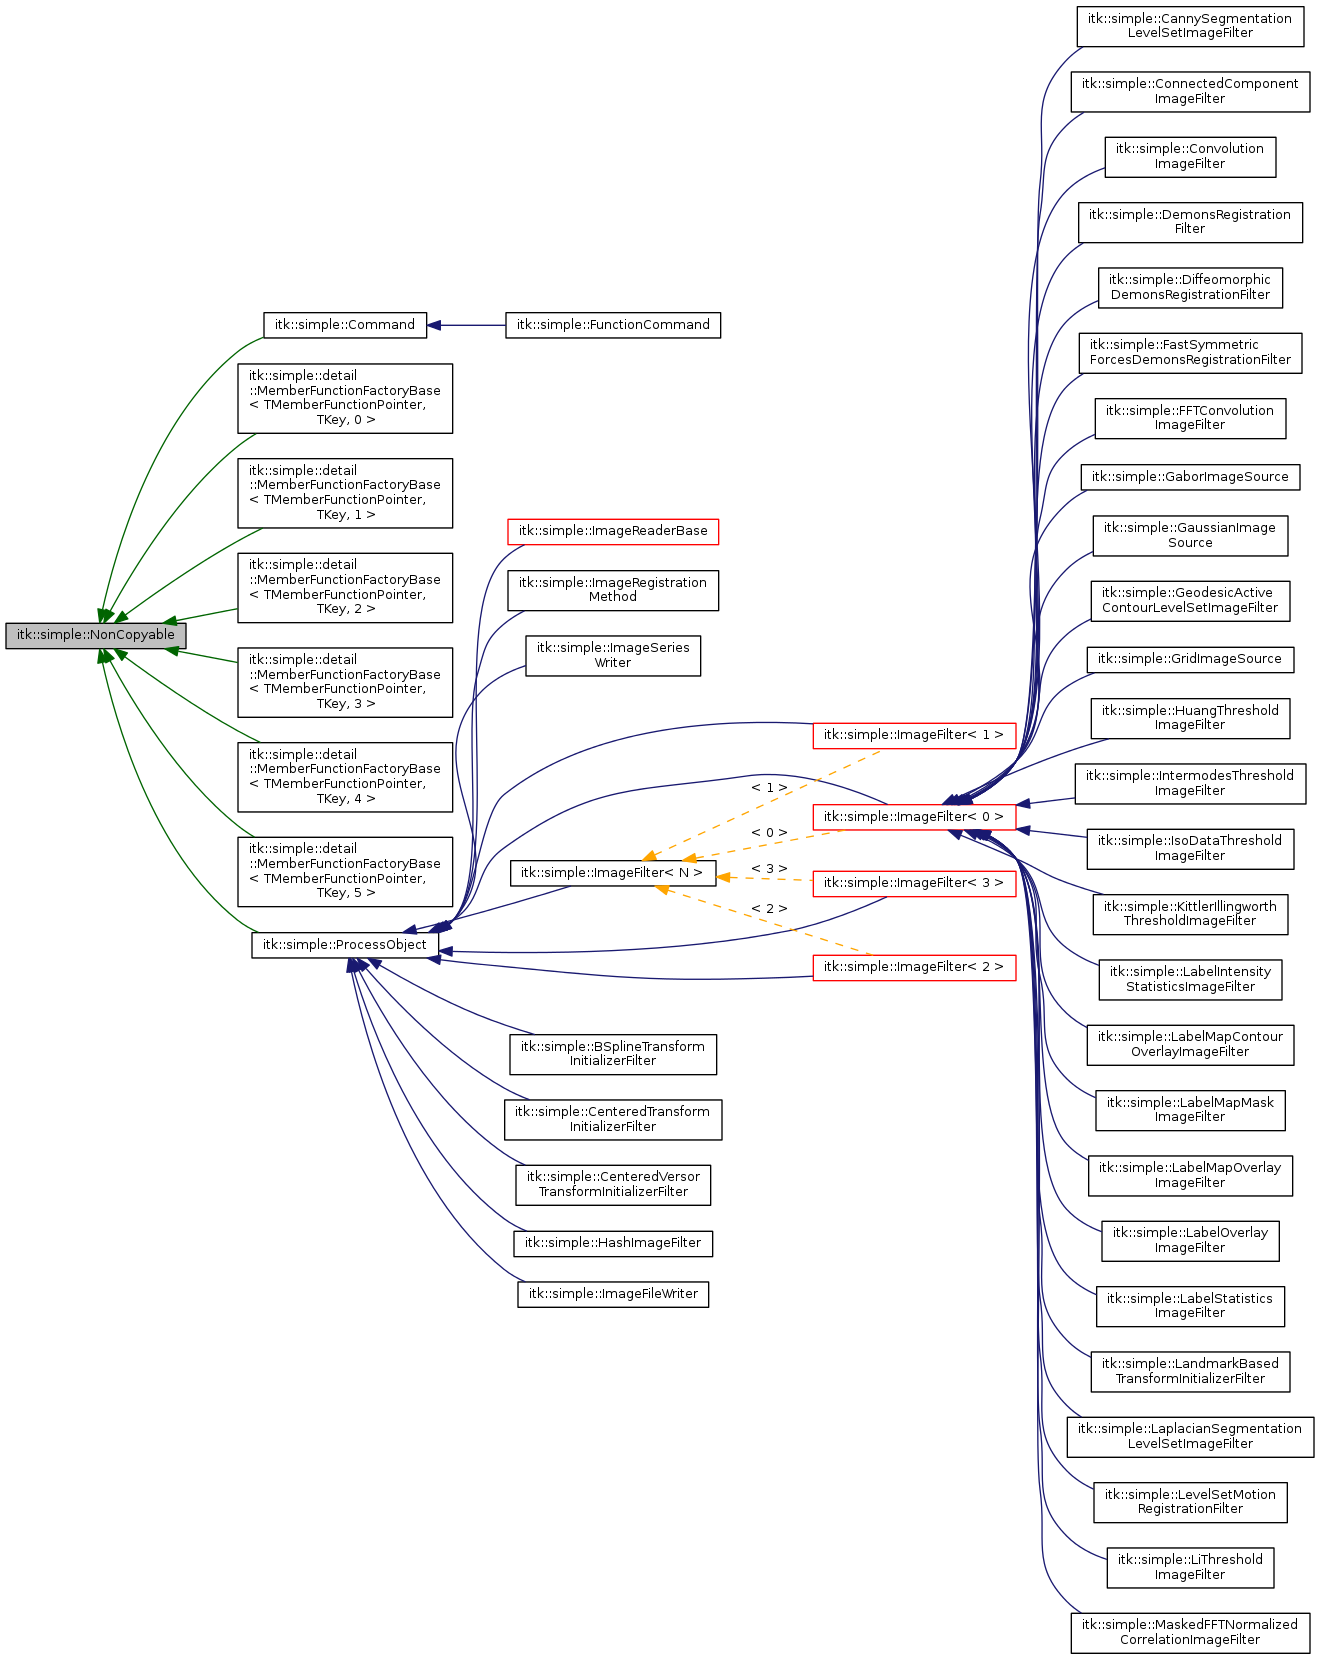 itk::simple::NonCopyable
itk::simple::Command
itk::simple::FunctionCommand
itk::simple::detail
::MemberFunctionFactoryBase
< TMemberFunctionPointer,
TKey, 0 >
itk::simple::detail
::MemberFunctionFactoryBase
< TMemberFunctionPointer,
TKey, 1 >
itk::simple::detail
::MemberFunctionFactoryBase
< TMemberFunctionPointer,
TKey, 2 >
itk::simple::detail
::MemberFunctionFactoryBase
< TMemberFunctionPointer,
TKey, 3 >
itk::simple::detail
::MemberFunctionFactoryBase
< TMemberFunctionPointer,
TKey, 4 >
itk::simple::detail
::MemberFunctionFactoryBase
< TMemberFunctionPointer,
TKey, 5 >
itk::simple::ProcessObject
itk::simple::ImageReaderBase
itk::simple::ImageRegistration
Method
itk::simple::ImageSeries
Writer
itk::simple::ImageFilter< N >
itk::simple::BSplineTransform
InitializerFilter
itk::simple::CenteredTransform
InitializerFilter
itk::simple::CenteredVersor
TransformInitializerFilter
itk::simple::HashImageFilter
itk::simple::ImageFileWriter
< 1 >
< 0 >
< 3 >
< 2 >
itk::simple::ImageFilter< 1 >
itk::simple::ImageFilter< 0 >
itk::simple::ImageFilter< 3 >
itk::simple::ImageFilter< 2 >
itk::simple::CannySegmentation
LevelSetImageFilter
itk::simple::ConnectedComponent
ImageFilter
itk::simple::Convolution
ImageFilter
itk::simple::DemonsRegistration
Filter
itk::simple::Diffeomorphic
DemonsRegistrationFilter
itk::simple::FastSymmetric
ForcesDemonsRegistrationFilter
itk::simple::FFTConvolution
ImageFilter
itk::simple::GaborImageSource
itk::simple::GaussianImage
Source
itk::simple::GeodesicActive
ContourLevelSetImageFilter
itk::simple::GridImageSource
itk::simple::HuangThreshold
ImageFilter
itk::simple::IntermodesThreshold
ImageFilter
itk::simple::IsoDataThreshold
ImageFilter
itk::simple::KittlerIllingworth
ThresholdImageFilter
itk::simple::LabelIntensity
StatisticsImageFilter
itk::simple::LabelMapContour
OverlayImageFilter
itk::simple::LabelMapMask
ImageFilter
itk::simple::LabelMapOverlay
ImageFilter
itk::simple::LabelOverlay
ImageFilter
itk::simple::LabelStatistics
ImageFilter
itk::simple::LandmarkBased
TransformInitializerFilter
itk::simple::LaplacianSegmentation
LevelSetImageFilter
itk::simple::LevelSetMotion
RegistrationFilter
itk::simple::LiThreshold
ImageFilter
itk::simple::MaskedFFTNormalized
CorrelationImageFilter